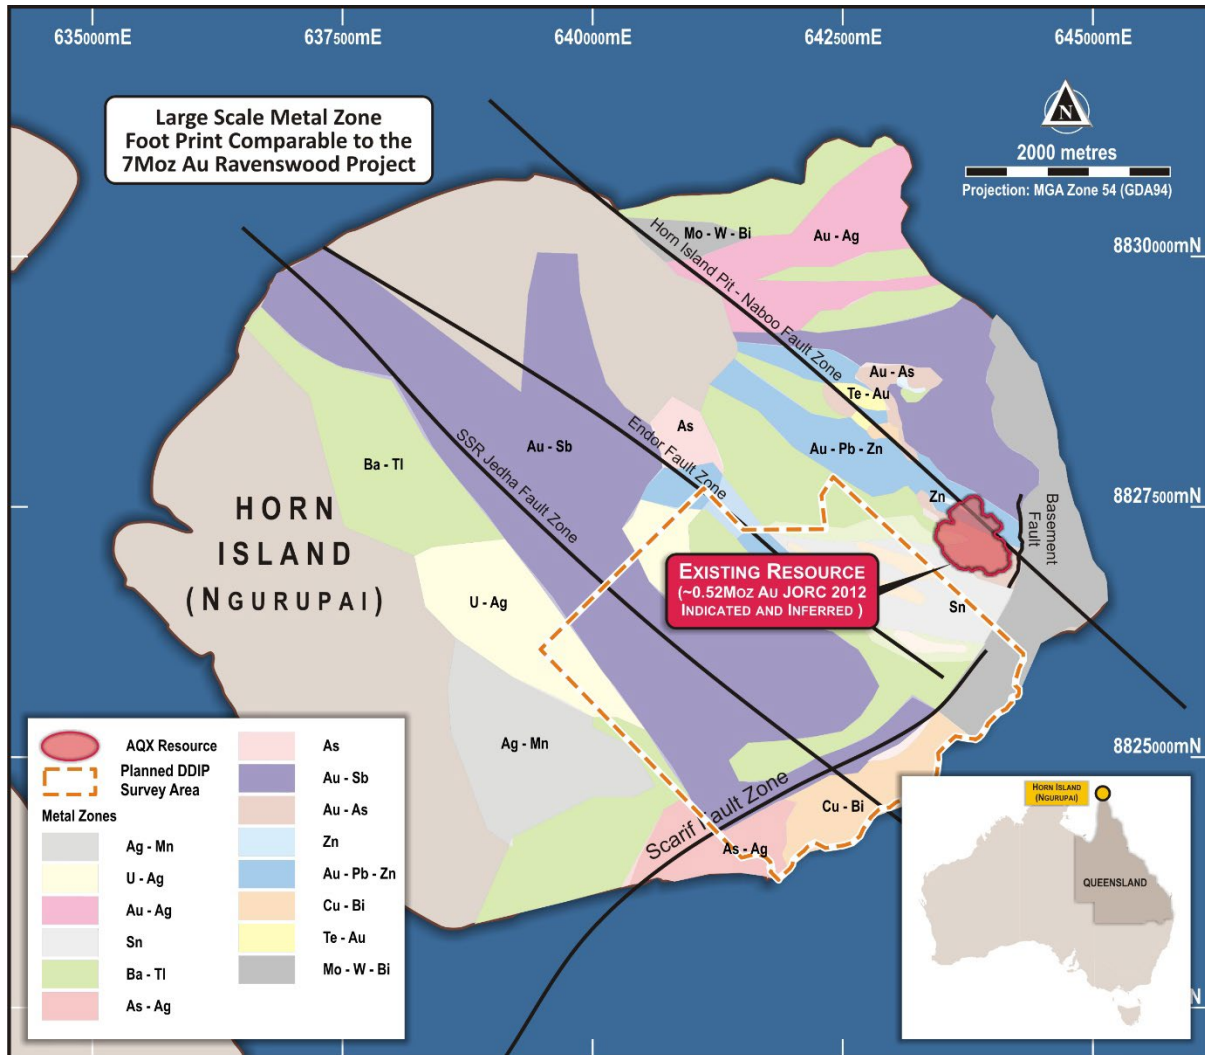 635000mE
637500mE
640000mE
642500mE
645000mE
Large Scale Metal Zone
Foot Print Comparable to the
7Moz Au Ravenswood Project
N
2000 metres
Projection: MGA Zone 54 (GDA94)
8830000mN
8827500mN
8825000mN
N
Mo - W - Bi
Au - Ag
Horn Island Pit - Naboo Fault Zone
Au - As
Te - Au
As
Au - Sb
Endor Fault Zone
Au - Pb - Zn
SSR Jedha Fault Zone
Ba - Tl
Zn
Basement
Fault
HORN
ISLAND
(NGURUPAI)
EXISTING RESOURCE
(~0.52MOZ AU JORC 2012
INDICATED AND INFERRED )
U - Ag
Sn
Ag - Mn
Scarif Fault Zone
Cu - Bi
As - Ag
AQX Resource
Planned DDIP
Survey Area
Metal Zones
Ag - Mn
U - Ag
Au - Ag
Sn
Ba - Tl
As - Ag
As
Au - Sb
Au - As
Zn
Au - Pb - Zn
Cu - Bi
Te - Au
Mo - W - Bi
HORN ISLAND
(NGURUPAI)
QUEENSLAND